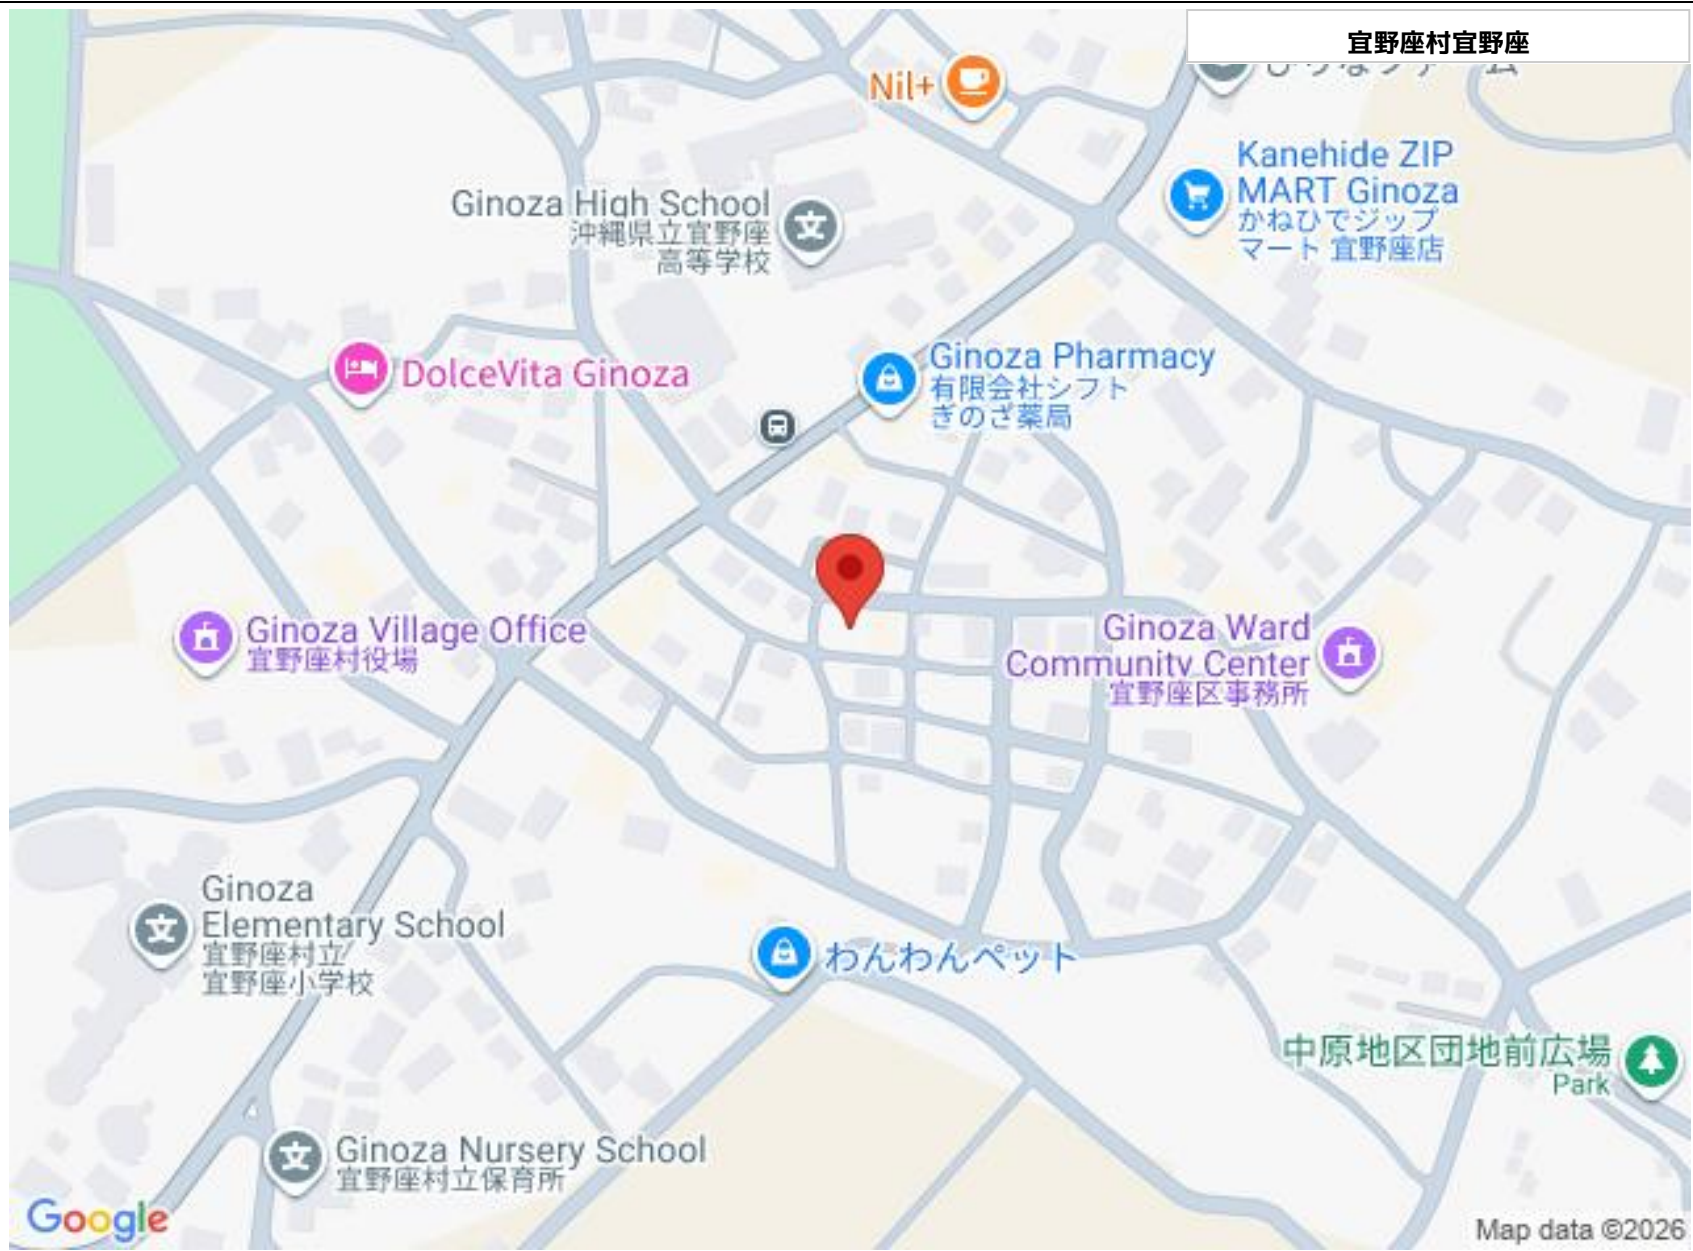 宜野座村宜野座
Nil+
Kanehide ZIP
MART Ginoza
かねひでジップ
マート 宜野座店
Ginoza High School
沖縄県立宜野座
高等学校
DolceVita Ginoza
Ginoza Pharmacy
有限会社シフト
ぎのざ薬局
Ginoza Village Office
宜野座村役場
Ginoza Ward
Community Center
宜野座区事務所
Ginoza
Elementary School
宜野座村立
宜野座小学校
わんわんペット
中原地区団地前広場
Park
Ginoza Nursery School
宜野座村立保育所
Google
Map data ©2026